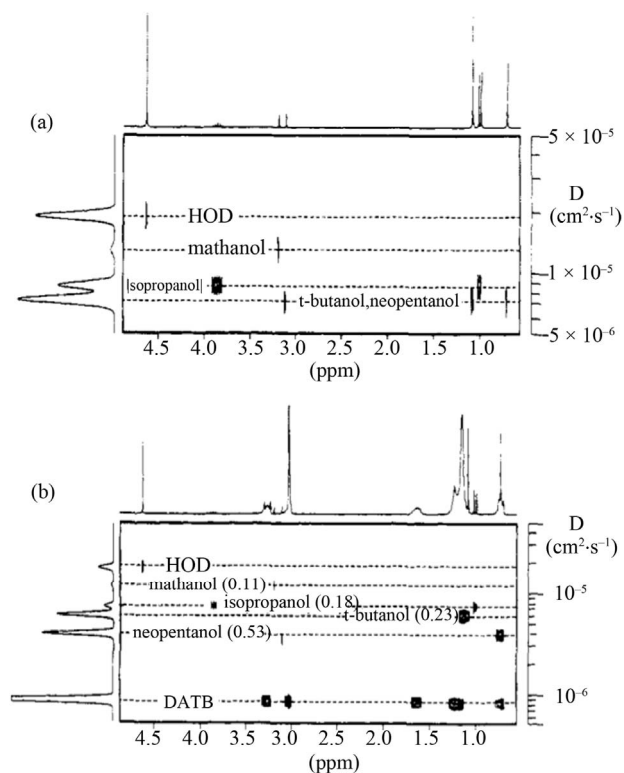 (a)
5 × 10⁻⁵
D
(cm²·s⁻¹)
HOD
mathanol
1 × 10⁻⁵
|sopropanol|
t-butanol,neopentanol
5 × 10⁻⁶
4.5 4.0 3.5 3.0 2.5 2.0 1.5 1.0
(ppm)
(b)
D
(cm²·s⁻¹)
HOD
mathanol (0.11)
10⁻⁵
isopropanol (0.18)
t-butanol (0.23)
neopentanol (0.53)
DATB
10⁻⁶
4.5 4.0 3.5 3.0 2.5 2.0 1.5 1.0
(ppm)